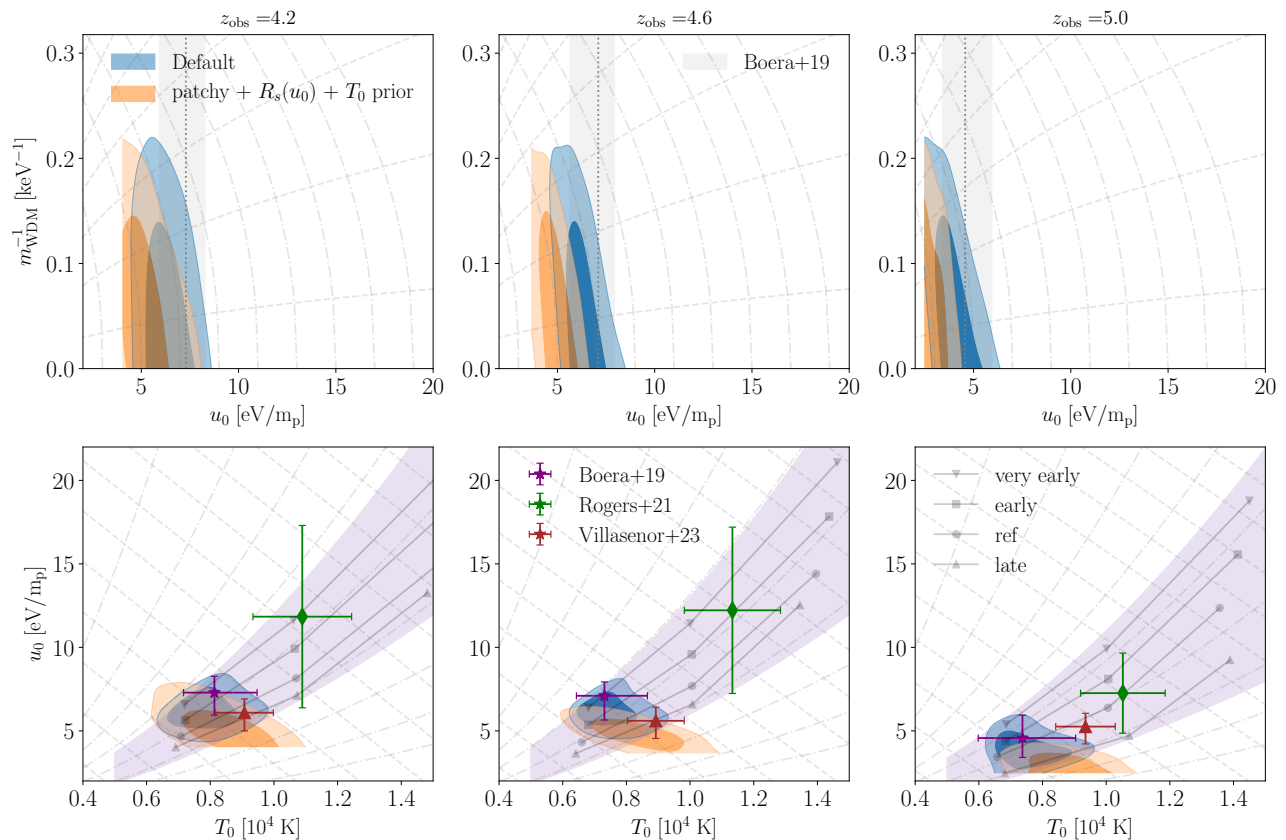 z_obs =4.2
z_obs =4.6
z_obs =5.0
m_WDM^-1 [keV^-1]
0.3
0.2
0.1
0.0
Default
patchy + R_s(u_0) + T_0 prior
5 10 15 20
u_0 [eV/m_p]
0.3
0.2
0.1
0.0
Boera+19
5 10 15 20
u_0 [eV/m_p]
0.3
0.2
0.1
0.0
5 10 15 20
u_0 [eV/m_p]
u_0 [eV/m_p]
20
15
10
5
0.4 0.6 0.8 1.0 1.2 1.4
T_0 [10^4 K]
20
15
10
5
Boera+19
Rogers+21
Villasenor+23
0.4 0.6 0.8 1.0 1.2 1.4
T_0 [10^4 K]
20
15
10
5
very early
early
ref
late
0.4 0.6 0.8 1.0 1.2 1.4
T_0 [10^4 K]